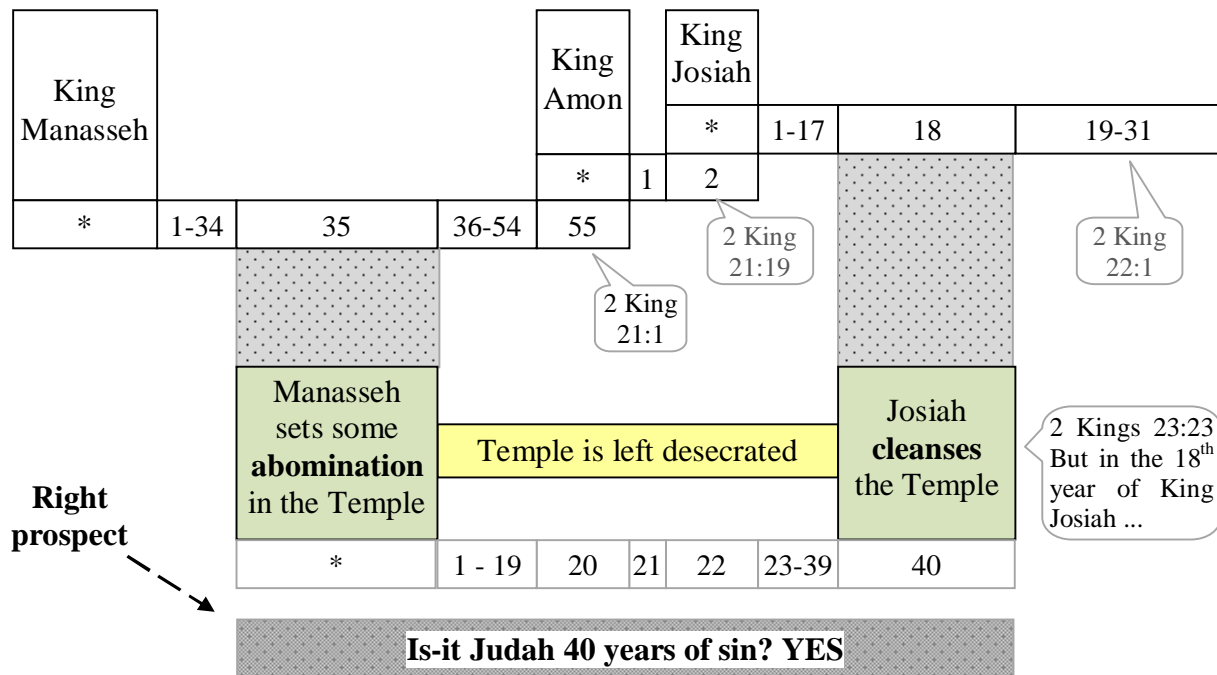 King
Manasseh
King
Amon
King
Josiah
* 1-17 18 19-31
* 1 2
* 1-34 35 36-54 55
2 King
21:19
2 King
22:1
2 King
21:1
Manasseh
sets some
abomination
in the Temple
Temple is left desecrated
Josiah
cleanses
the Temple
2 Kings 23:23
But in the 18th
year of King
Josiah ...
Right
prospect
* 1 - 19 20 21 22 23-39 40
Is-it Judah 40 years of sin? YES